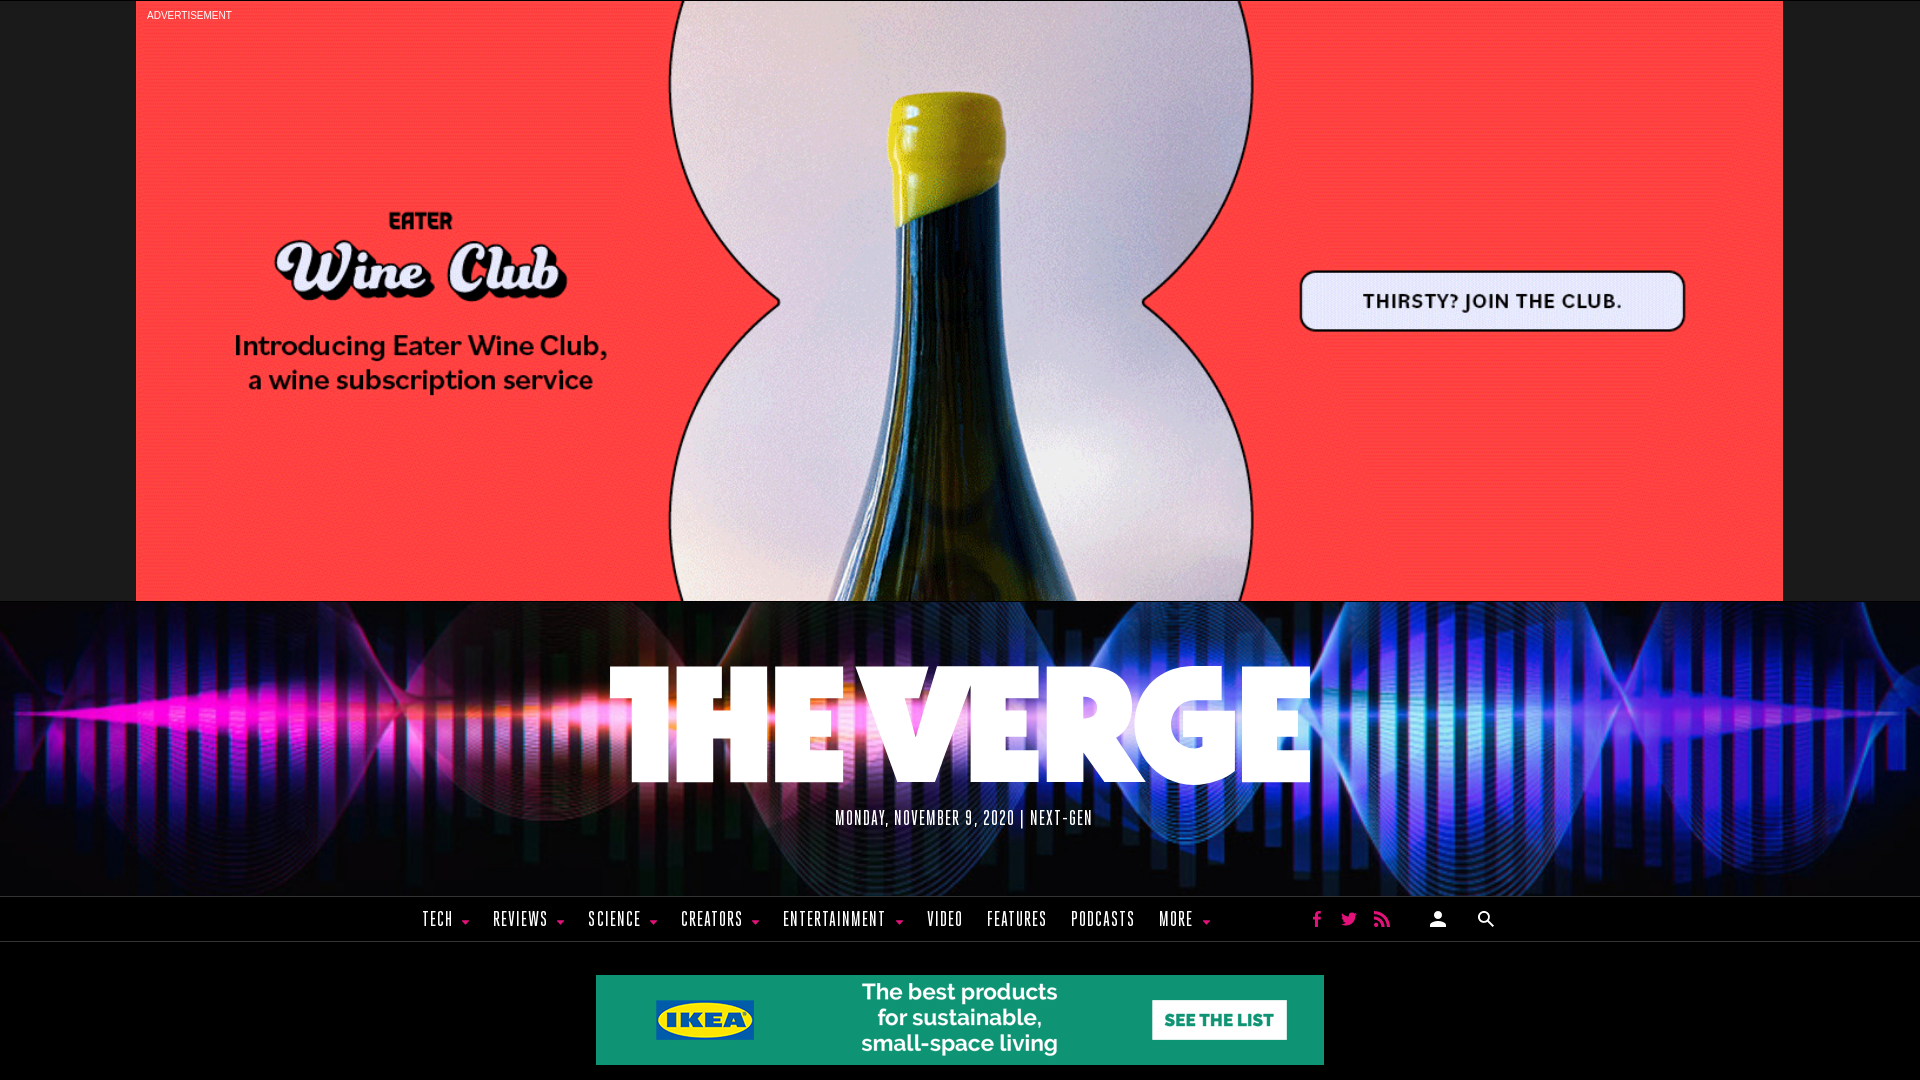 ADVERTISEMENT
EATER
Wine Club
Introducing Eater Wine Club,
a wine subscription service
THIRSTY? JOIN THE CLUB.
THE VERGE
MONDAY, NOVEMBER 9, 2020 | NEXT-GEN
TECH REVIEWS SCIENCE CREATORS ENTERTAINMENT VIDEO FEATURES PODCASTS MORE
IKEA
The best products
for sustainable,
small-space living
SEE THE LIST